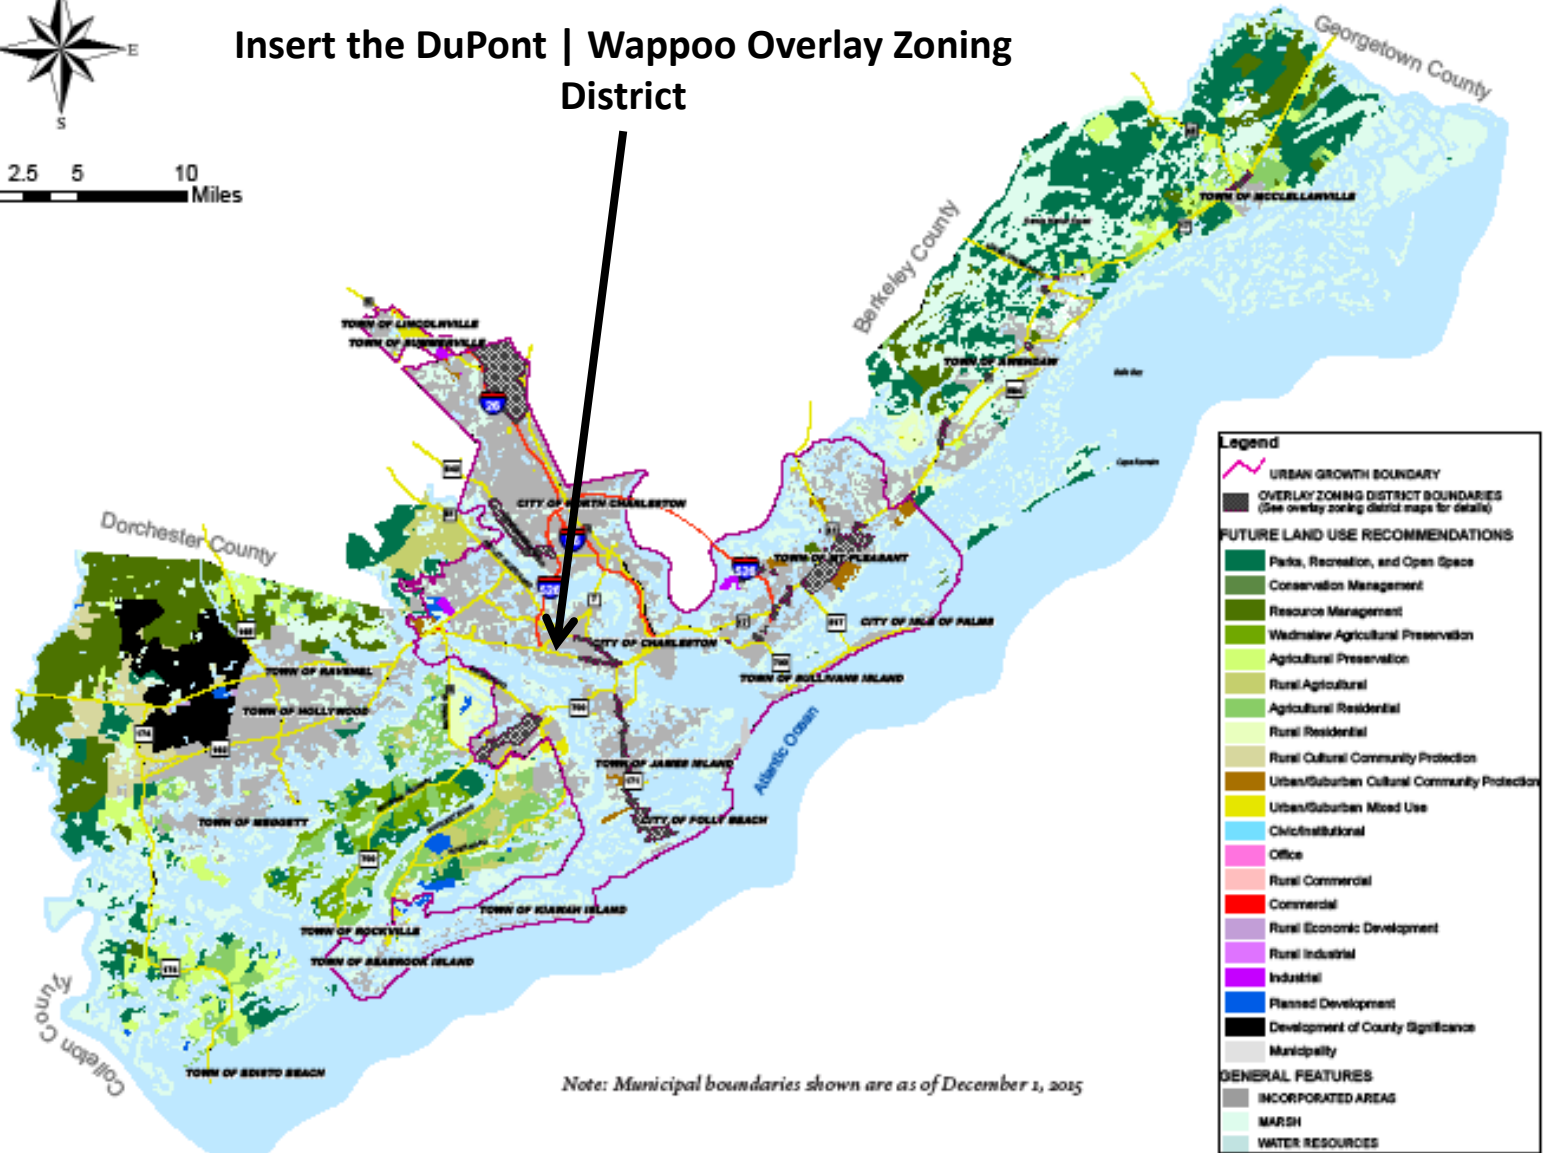 Insert the DuPont | Wappoo Overlay Zoning
District
E
S
2.5 5 10
Miles
Georgetown County
Berkeley County
Dorchester County
Colleton County
Atlantic Ocean
TOWN OF MCCLELLANVILLE
TOWN OF AWENDAW
TOWN OF LINCOLNVILLE
TOWN OF SUMMERVILLE
26
CITY OF NORTH CHARLESTON
TOWN OF MT PLEASANT
526
CITY OF ISLE OF PALMS
CITY OF CHARLESTON
TOWN OF SULLIVANS ISLAND
TOWN OF RAVENEL
TOWN OF HOLLYWOOD
TOWN OF MEGGETT
TOWN OF JAMES ISLAND
CITY OF FOLLY BEACH
TOWN OF KIAWAH ISLAND
TOWN OF ROCKVILLE
TOWN OF SEABROOK ISLAND
TOWN OF EDISTO BEACH
7
17
700
171
174
Note: Municipal boundaries shown are as of December 1, 2015
Legend
URBAN GROWTH BOUNDARY
OVERLAY ZONING DISTRICT BOUNDARIES
(See overlay zoning district maps for details)
FUTURE LAND USE RECOMMENDATIONS
Parks, Recreation, and Open Space
Conservation Management
Resource Management
Wadmalaw Agricultural Preservation
Agricultural Preservation
Rural Agricultural
Agricultural Residential
Rural Residential
Rural Cultural Community Protection
Urban/Suburban Cultural Community Protection
Urban/Suburban Mixed Use
Civic/Institutional
Office
Rural Commercial
Commercial
Rural Economic Development
Rural Industrial
Industrial
Planned Development
Development of County Significance
Municipality
GENERAL FEATURES
INCORPORATED AREAS
MARSH
WATER RESOURCES